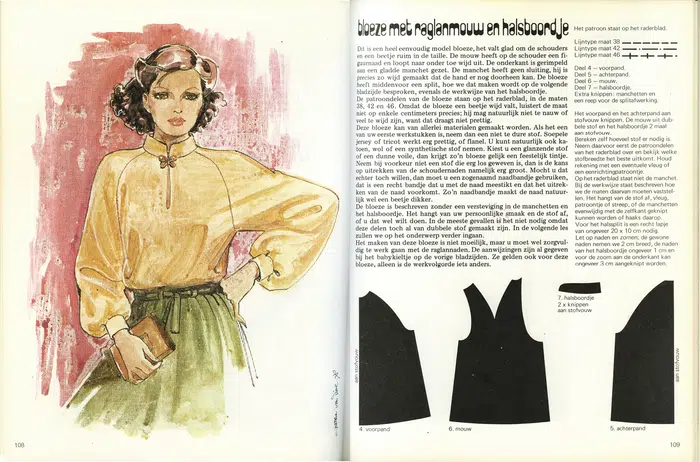 bloeze met raglanmouw en halsboordje
Dit is een heel eenvoudig model bloeze, het valt glad om de schouders
en een beetje ruim in de taille. De mouw heeft op de schouder een fi-
guurnaad en loopt naar onder toe wijd uit. De onderkant is gerimpeld
aan een gladde manchet gezet. De manchet heeft geen sluiting, hij is
precies zo wijd gemaakt dat de hand er nog doorheen kan. De bloeze
heeft middenvoor een split, hoe we dat maken wordt op de volgende
bladzijde besproken, evenals de werkwijze van het halsboordje.
De patroondelen van de bloeze staan op het raderblad, in de maten
38, 42 en 46. Omdat de bloeze een beetje wijd valt, luistert de maat
niet op enkele centimeters precies; hij mag natuurlijk niet te nauw of
veel te wijd zijn, want dat draagt niet prettig.
Deze bloeze kan van allerlei materialen gemaakt worden. Als het een
van uw eerste werkstukken is, neem dan een niet te dure stof. Soepele
jersey of tricot werkt erg prettig, of flanel. U kunt natuurlijk ook ka-
toen, wol of een synthetische stof nemen. Kiest u een glanzende stof
of een dunne voile, dan krijgt zo'n bloeze gelijk een feestelijk tintje.
Neem bij voorkeur niet een stof die erg los geweven is, dan is de kans
op uitrekken van de schoudernaden namelijk erg groot. Mocht u dat
echter toch willen, dan moet u een zogenaamd naadbandje gebruiken,
dat is een recht bandje dat u met de naad meestikt en dat het uitrek-
ken van de naad voorkomt. Zo'n naadbandje maakt de naad natuur-
lijk wel een beetje dikker.
De bloeze is beschreven zonder een versteviging in de manchetten en
het halsboordje. Het hangt van uw persoonlijke smaak en de stof af,
of u dat wel wilt doen. In de meeste gevallen is het niet nodig omdat
deze delen toch al van dubbele stof gemaakt zijn. In de volgende les
zullen we op het onderwerp verder ingaan.
Het maken van deze bloeze is niet moeilijk, maar u moet wel zorgvul-
dig te werk gaan met de raglannaden. De aanwijzingen zijn al gegeven
bij het babykieltje op de vorige bladzijden. Ze gelden ook voor deze
bloeze, alleen is de werkvolgorde iets anders.
Het patroon staat op het raderblad.
Lijntype maat 38
Lijntype maat 42
Lijntype maat 46
Deel 4 – voorpand.
Deel 5 – achterpand.
Deel 6 – mouw.
Deel 7 – halsboordje.
Extra knippen: manchetten en
een reep voor de splitafwerking.
Het voorpand en het achterpand aan
stofvouw knippen. De mouw uit dub-
bele stof en het halsboordje 2 maal
aan stofvouw.
Bereken zelf hoeveel stof er nodig is.
Neem daarvoor eerst de patroondelen
van het raderblad over en bekijk welke
stofbreedte het beste uitkomt. Houd
rekening met een eventuele vleug of
een inrichtingpatroontje.
Op het raderblad staat niet de manchet.
Bij de werkwijze staat beschreven hoe
we de maten daarvan moeten vaststel-
len. Het hangt van de stof af, vleug,
patroontje of streep, of de manchetten
evenwijdig met de zelfkant geknipt
kunnen worden of haaks daarop.
Voor het halssplit is een recht lapje
van ongeveer 20 x 10 cm nodig.
Let op naden en zomen, de gewone
naden nemen we 2 cm breed, de naden
van het halsboordje ongeveer 1 cm en
voor de zoom aan de onderkant kan
ongeveer 3 cm aangeknipt worden.
7. halsboordje
2 x knippen
aan stofvouw
aan stofvouw
aan stofvouw
4 voorpand
6. mouw
5. achterpand
108
109